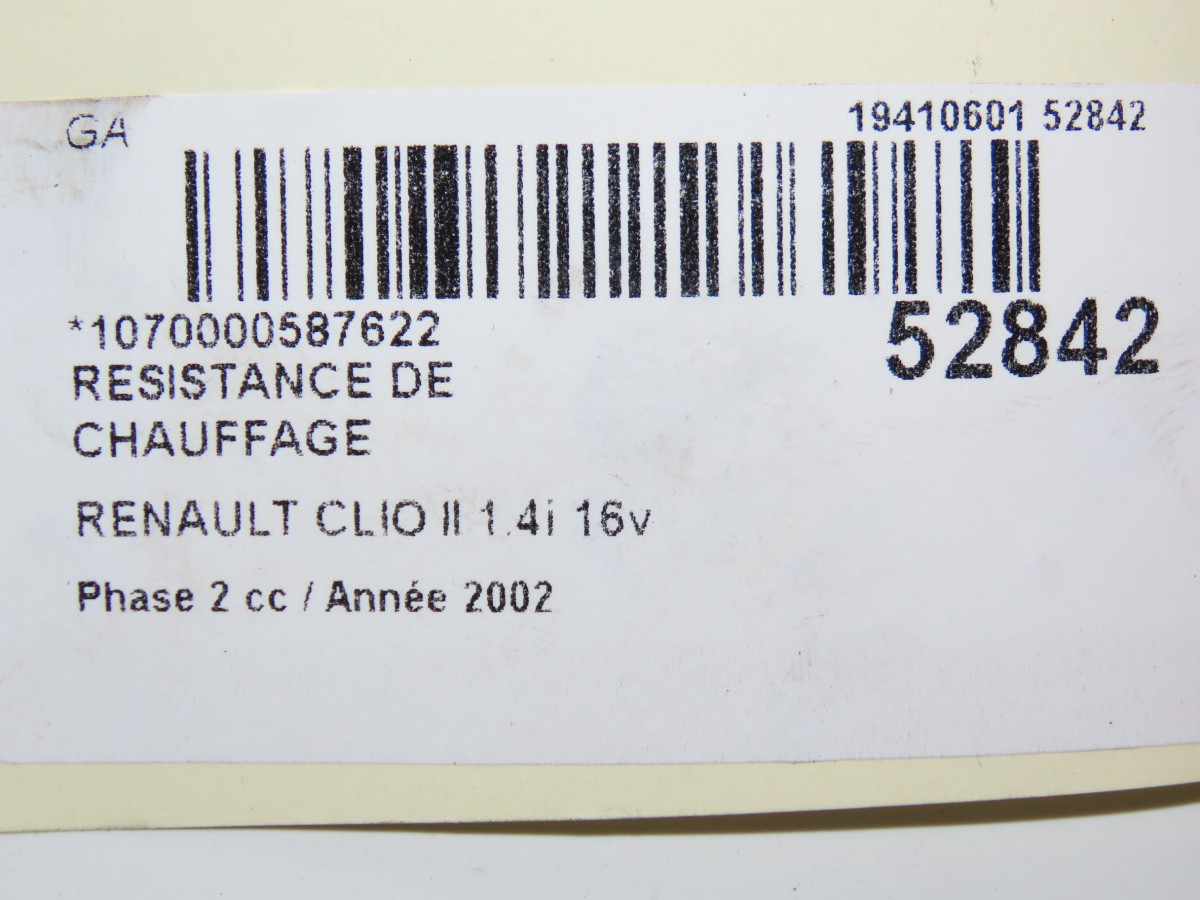 GA
19410601 52842
*1070000587622
52842
RESISTANCE DE
CHAUFFAGE
RENAULT CLIO II 1.4i 16v
Phase 2 cc / Année 2002